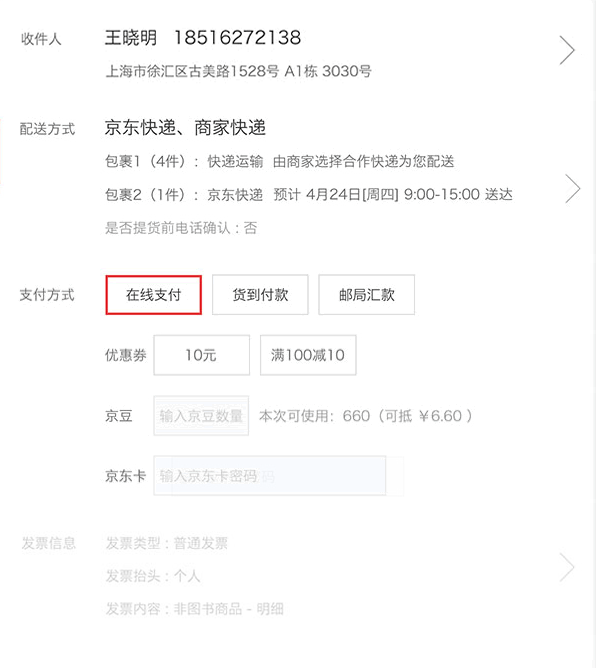 收件人 王晓明 18516272138
上海市徐汇区古美路1528号 A1栋 3030号
配送方式 京东快递、商家快递
包裹1（4件）：快递运输 由商家选择合作快递为您配送
包裹2（1件）：京东快递 预计 4月24日[周四] 9:00-15:00 送达
是否提货前电话确认：否
支付方式 在线支付 货到付款 邮局汇款
优惠券 10元 满100减10
京豆 输入京豆数量 本次可使用：660（可抵 ￥6.60 ）
京东卡 输入京东卡密码
发票信息 发票类型：普通发票
发票抬头：个人
发票内容：非图书商品 - 明细